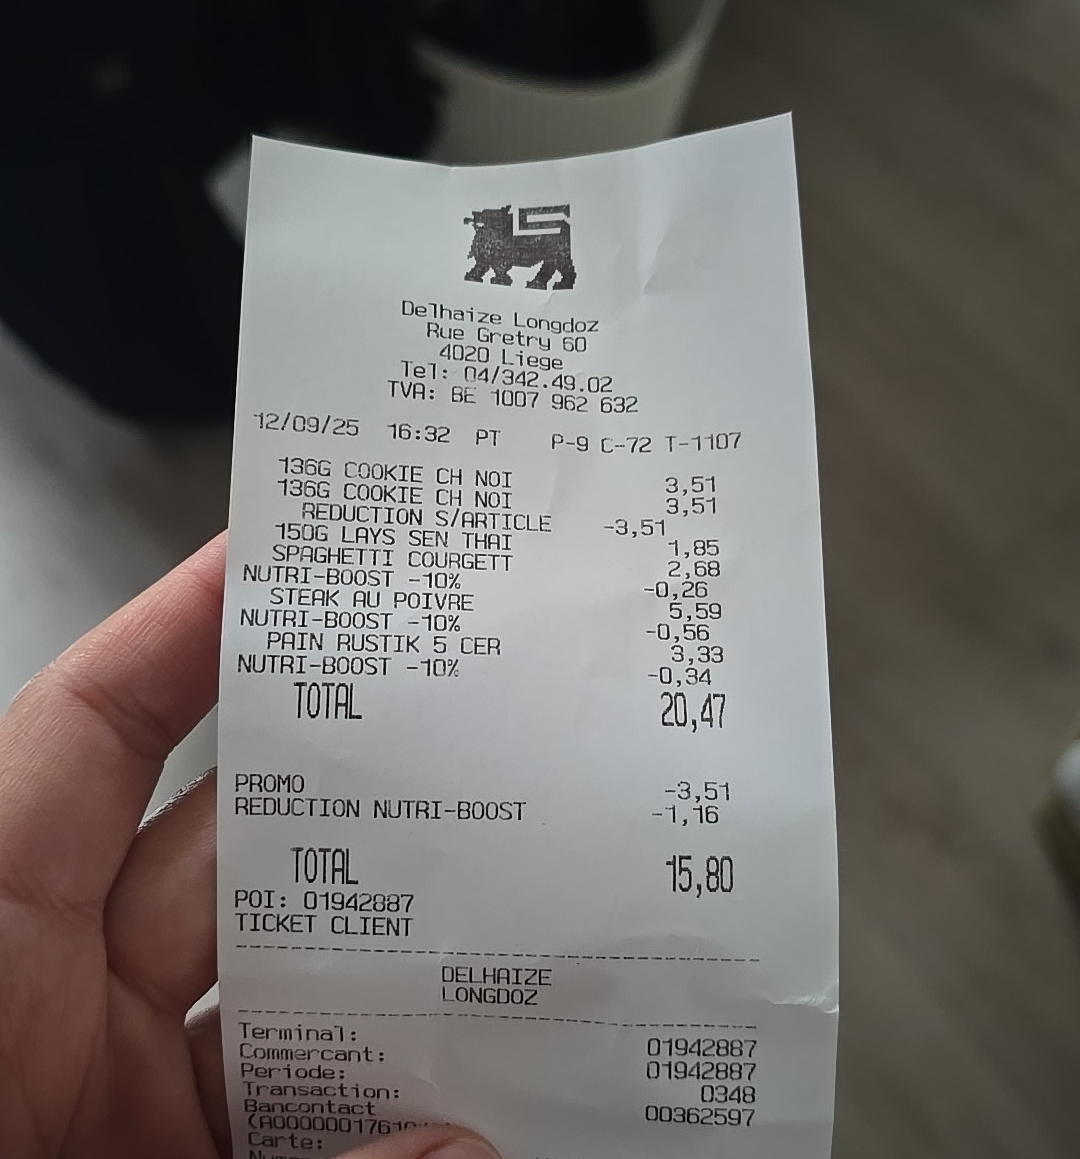 Delhaize Longdoz
Rue Gretry 60
4020 Liege
Tel: 04/342.49.02
TVA: BE 1007 962 632
12/09/25 16:32 PT P-9 C-72 T-1107
136G COOKIE CH NOI 3,51
136G COOKIE CH NOI 3,51
REDUCTION S/ARTICLE -3,51
150G LAYS SEN THAI 1,85
SPAGHETTI COURGETT 2,68
NUTRI-BOOST -10% -0,26
STEAK AU POIVRE 5,59
NUTRI-BOOST -10% -0,56
PAIN RUSTIK 5 CER 3,33
NUTRI-BOOST -10% -0,34
TOTAL 20,47
PROMO -3,51
REDUCTION NUTRI-BOOST -1,16
TOTAL 15,80
POI: 01942887
TICKET CLIENT
DELHAIZE
LONGDOZ
Terminal: 01942887
Commercant: 01942887
Periode: 0348
Transaction: 00362597
Bancontact
Carte: